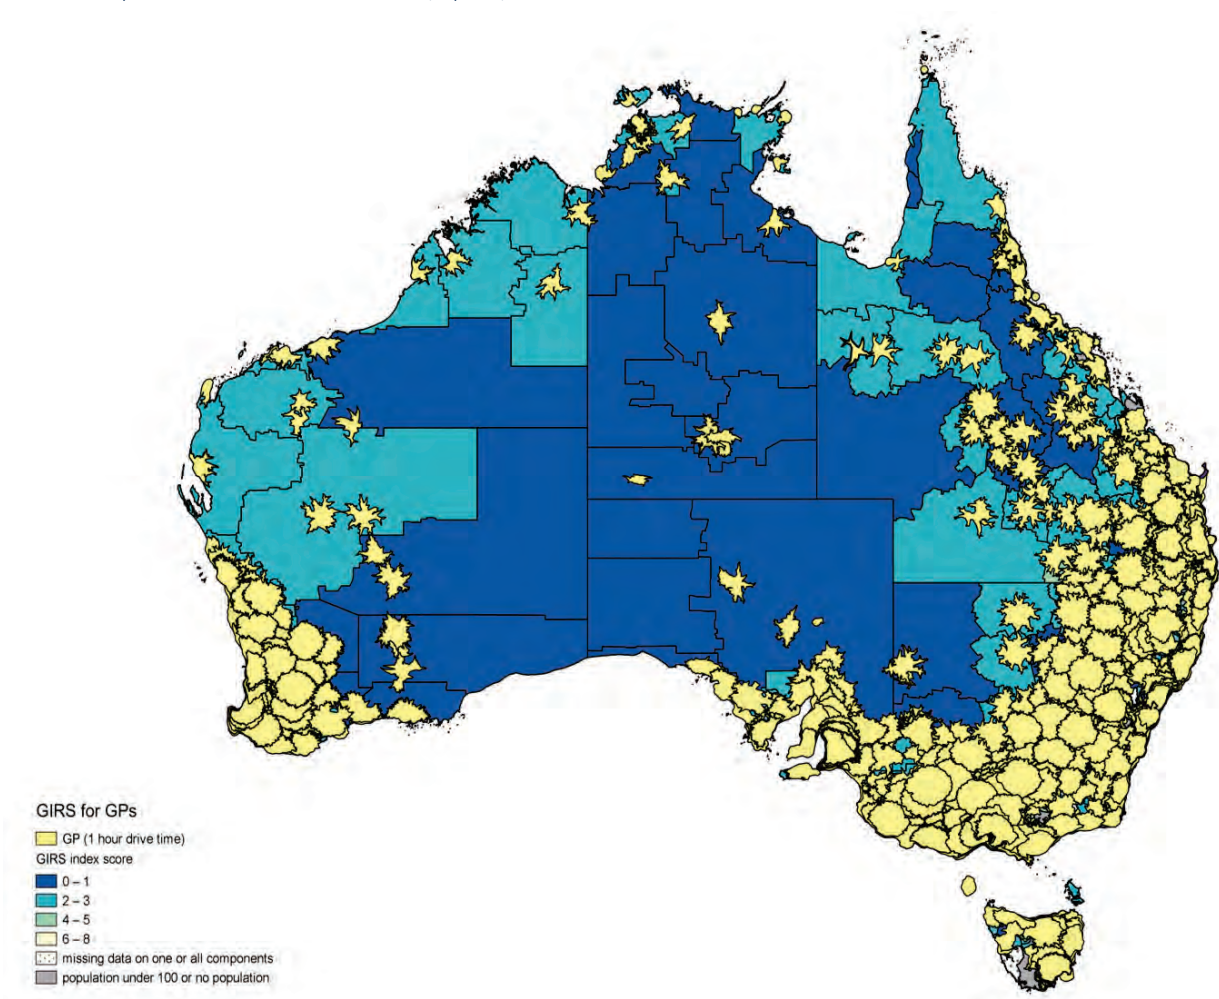 GIRS for GPs
GP (1 hour drive time)
GIRS index score
0 – 1
2 – 3
4 – 5
6 – 8
missing data on one or all components
population under 100 or no population